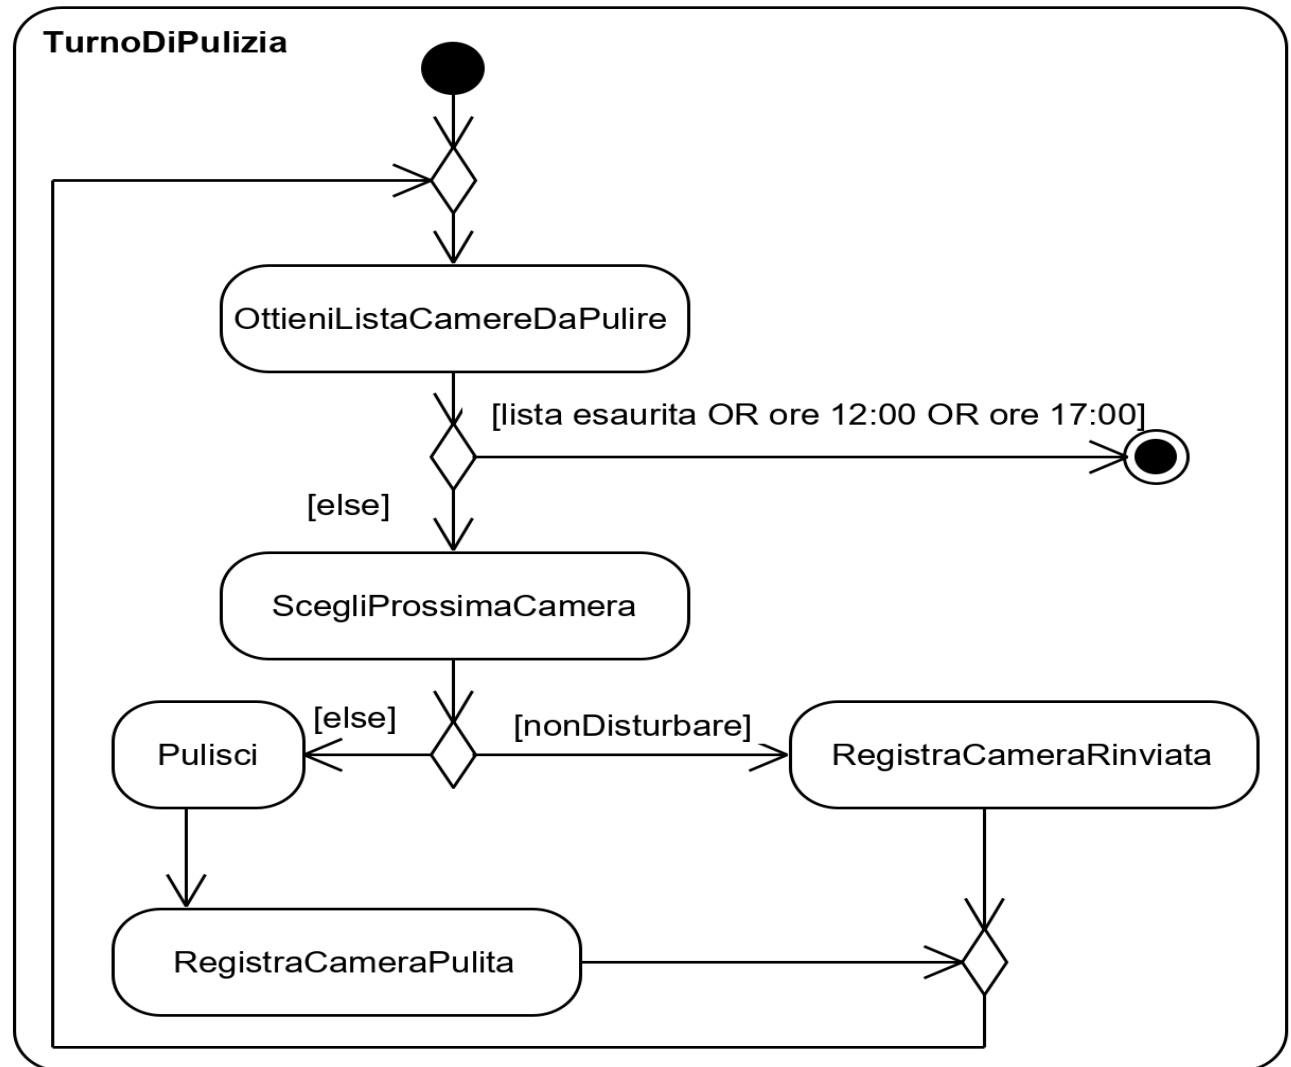 TurnoDiPulizia
OttieniListaCamereDaPulire
[lista esaurita OR ore 12:00 OR ore 17:00]
[else]
ScegliProssimaCamera
[else]
[nonDisturbare]
Pulisci
RegistraCameraRinviata
RegistraCameraPulita